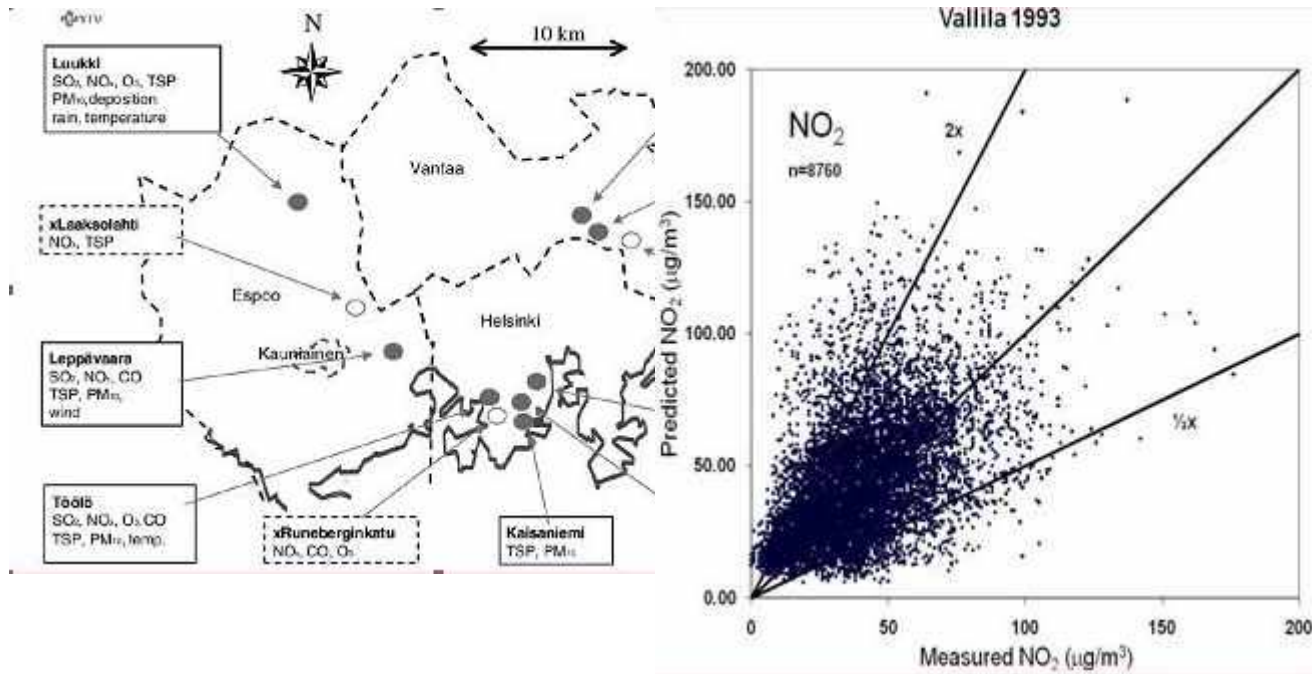 YTV
N
10 km
Luukki
SO₂, NOₓ, O₃, TSP
PM₁₀, deposition
rain, temperature
Vantaa
xLaaksolahti
NOₓ, TSP
Espoo
Helsinki
Kauniainen
Leppävaara
SO₂, NOₓ, CO
TSP, PM₁₀,
wind
Töölö
SO₂, NOₓ, O₃,CO
TSP, PM₁₀, temp.
xRuneberginkatu
NOₓ, CO, O₃
Kaisaniemi
TSP, PM₁₀
Vallila 1993
200.00
150.00
100.00
50.00
0.00
Predicted NO₂ (µg/m³)
NO₂
n=8760
2x
½x
0
50
100
150
200
Measured NO₂ (µg/m³)